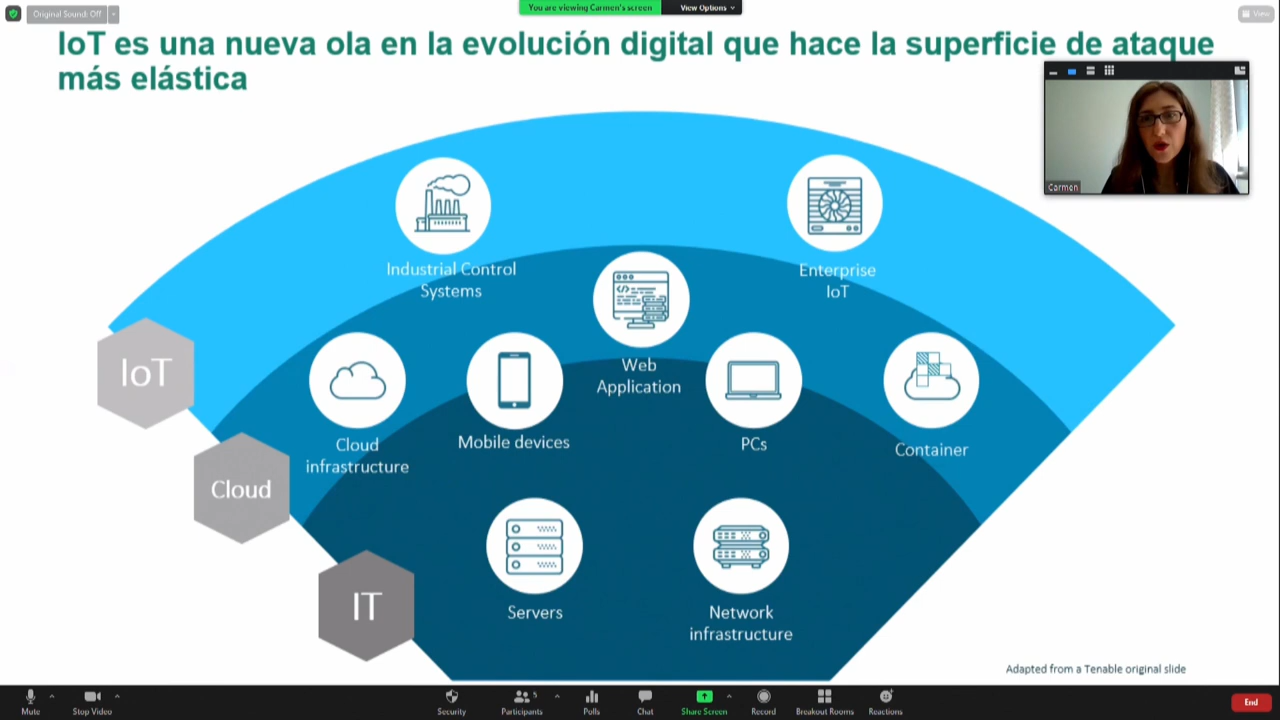 Original Sound: Off
You are viewing Carmen's screen
View Options
View
IoT es una nueva ola en la evolución digital que hace la superficie de ataque
más elástica
Carmen
Industrial Control
Systems
Enterprise
IoT
Web
Application
IoT
Cloud
infrastructure
Mobile devices
PCs
Container
Cloud
IT
Servers
Network
infrastructure
Adapted from a Tenable original slide
Mute
Stop Video
Security
Participants
5
Polls
Chat
Share Screen
Record
Breakout Rooms
Reactions
End